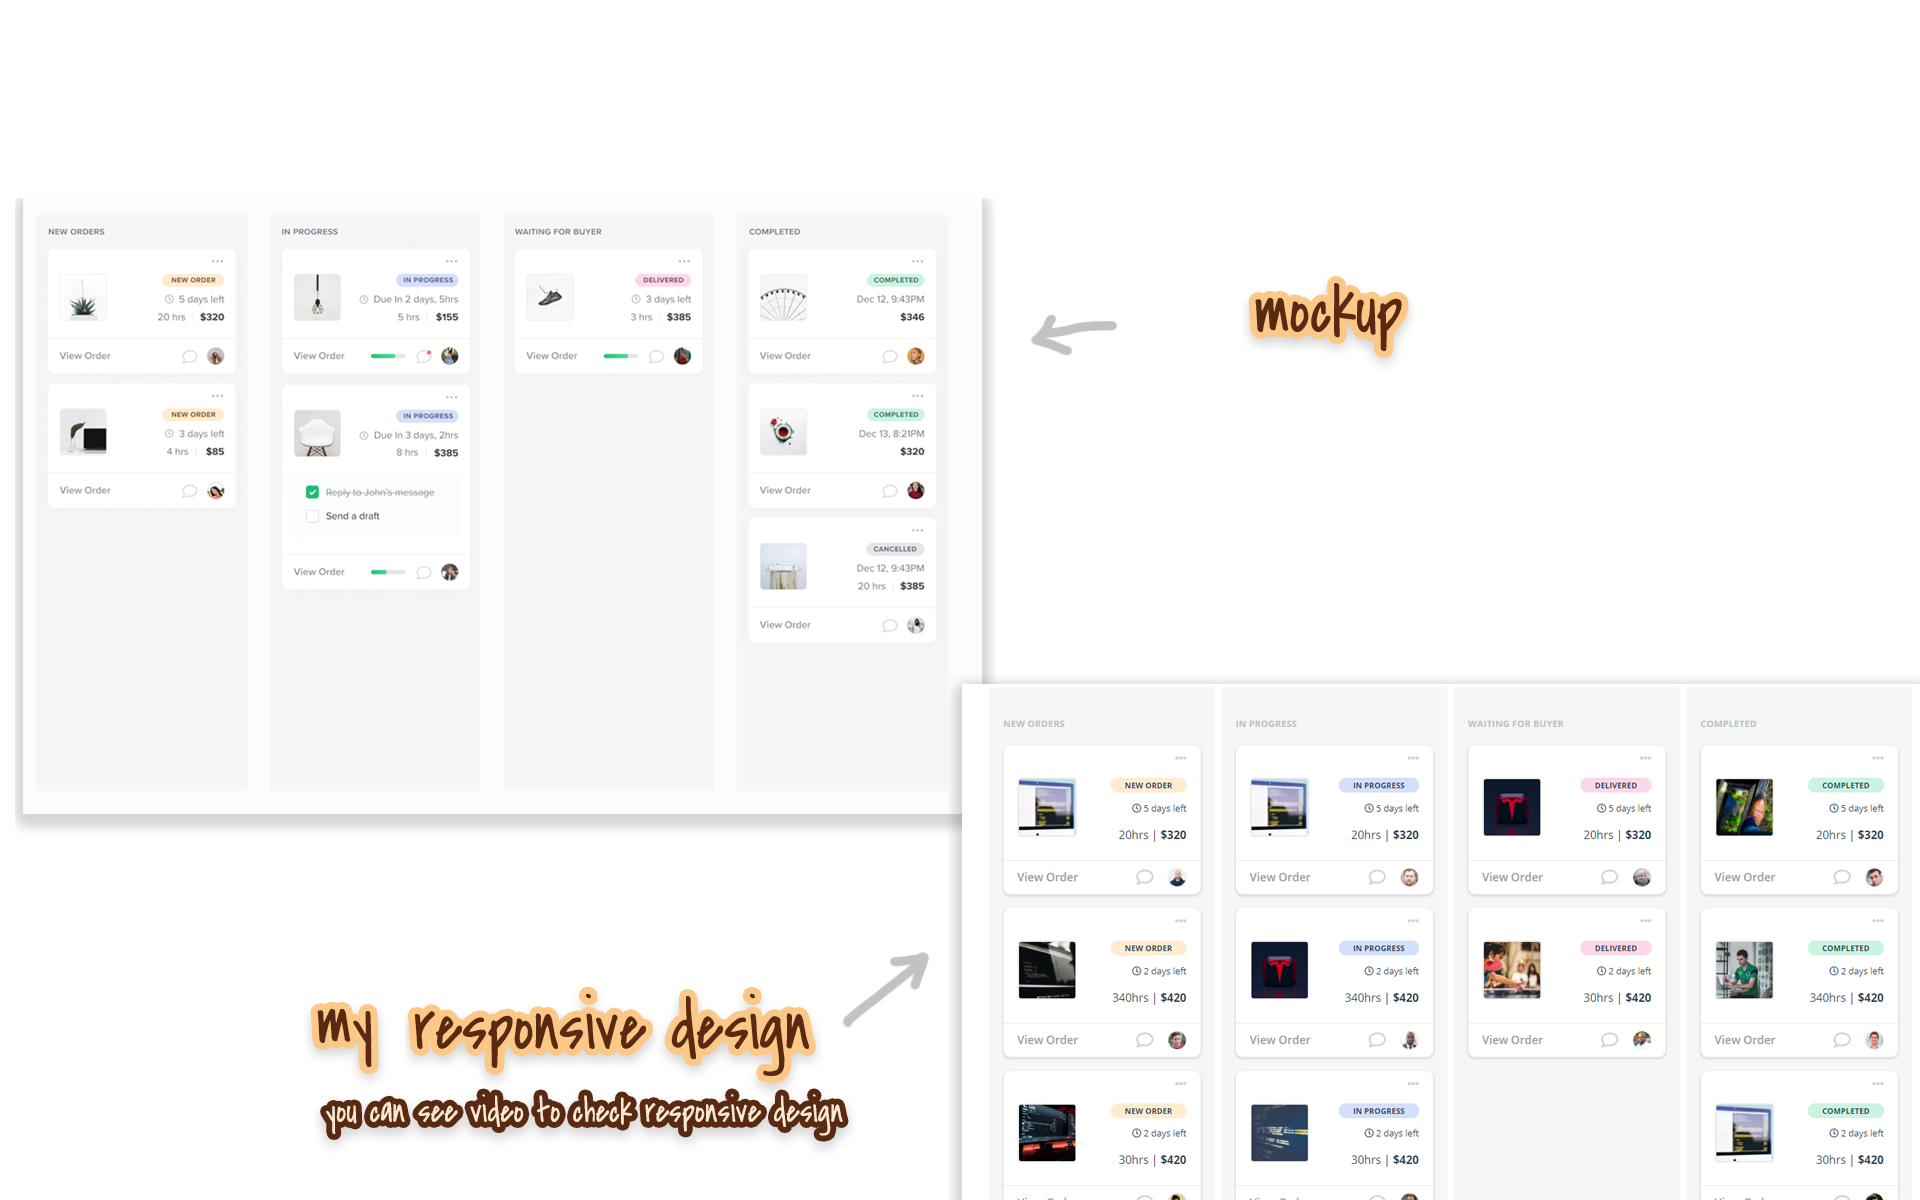 NEW ORDERS
NEW ORDER
5 days left
20 hrs | $320
View Order
NEW ORDER
3 days left
4 hrs | $85
View Order
IN PROGRESS
IN PROGRESS
Due In 2 days, 5hrs
5 hrs | $155
View Order
IN PROGRESS
Due In 3 days, 2hrs
8 hrs | $385
Reply to John's message
Send a draft
View Order
WAITING FOR BUYER
DELIVERED
3 days left
3 hrs | $385
View Order
COMPLETED
COMPLETED
Dec 12, 9:43PM
$346
View Order
COMPLETED
Dec 13, 8:21PM
$320
View Order
CANCELLED
Dec 12, 9:43PM
20 hrs | $385
View Order
mockup
my responsive design
you can see video to check responsive design
NEW ORDERS
NEW ORDER
5 days left
20hrs | $320
View Order
NEW ORDER
2 days left
340hrs | $420
View Order
NEW ORDER
2 days left
30hrs | $420
IN PROGRESS
IN PROGRESS
5 days left
20hrs | $320
View Order
IN PROGRESS
2 days left
340hrs | $420
View Order
IN PROGRESS
2 days left
30hrs | $420
WAITING FOR BUYER
DELIVERED
5 days left
20hrs | $320
View Order
DELIVERED
2 days left
30hrs | $420
View Order
COMPLETED
COMPLETED
5 days left
20hrs | $320
View Order
COMPLETED
2 days left
340hrs | $420
View Order
COMPLETED
2 days left
30hrs | $420